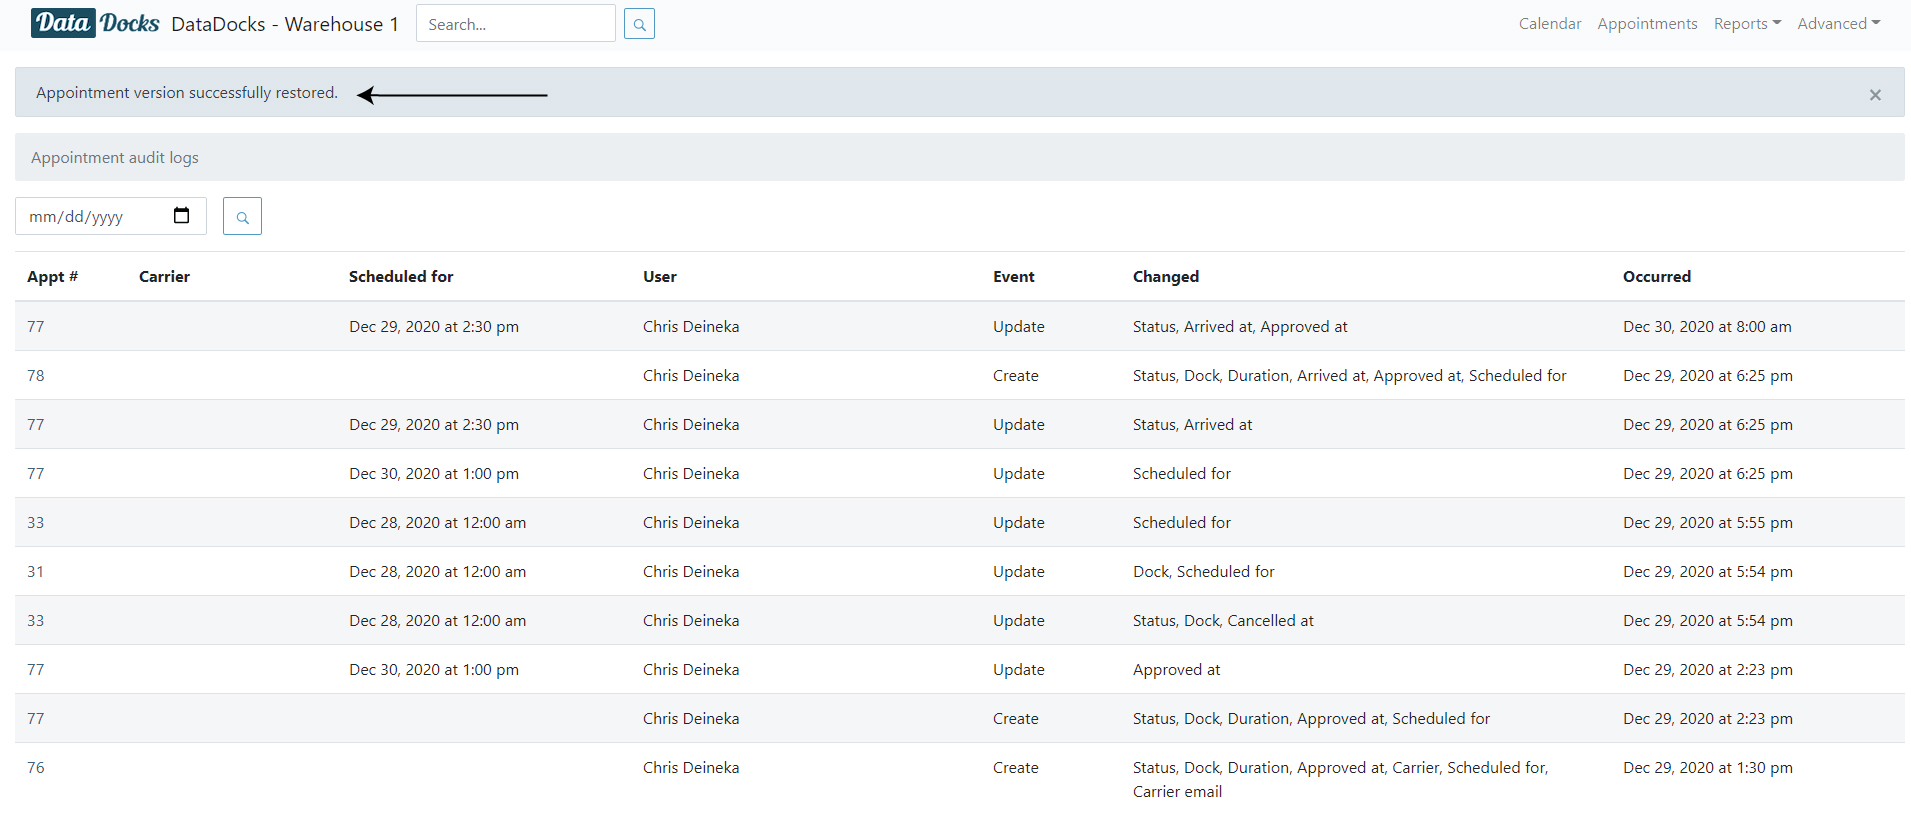 Data Docks DataDocks - Warehouse 1 Search... Calendar Appointments Reports Advanced
Appointment version successfully restored. ×
Appointment audit logs
mm/dd/yyyy
Appt # Carrier Scheduled for User Event Changed Occurred
77 Dec 29, 2020 at 2:30 pm Chris Deineka Update Status, Arrived at, Approved at Dec 30, 2020 at 8:00 am
78 Chris Deineka Create Status, Dock, Duration, Arrived at, Approved at, Scheduled for Dec 29, 2020 at 6:25 pm
77 Dec 29, 2020 at 2:30 pm Chris Deineka Update Status, Arrived at Dec 29, 2020 at 6:25 pm
77 Dec 30, 2020 at 1:00 pm Chris Deineka Update Scheduled for Dec 29, 2020 at 6:25 pm
33 Dec 28, 2020 at 12:00 am Chris Deineka Update Scheduled for Dec 29, 2020 at 5:55 pm
31 Dec 28, 2020 at 12:00 am Chris Deineka Update Dock, Scheduled for Dec 29, 2020 at 5:54 pm
33 Dec 28, 2020 at 12:00 am Chris Deineka Update Status, Dock, Cancelled at Dec 29, 2020 at 5:54 pm
77 Dec 30, 2020 at 1:00 pm Chris Deineka Update Approved at Dec 29, 2020 at 2:23 pm
77 Chris Deineka Create Status, Dock, Duration, Approved at, Scheduled for Dec 29, 2020 at 2:23 pm
76 Chris Deineka Create Status, Dock, Duration, Approved at, Carrier, Scheduled for, Dec 29, 2020 at 1:30 pm
Carrier email